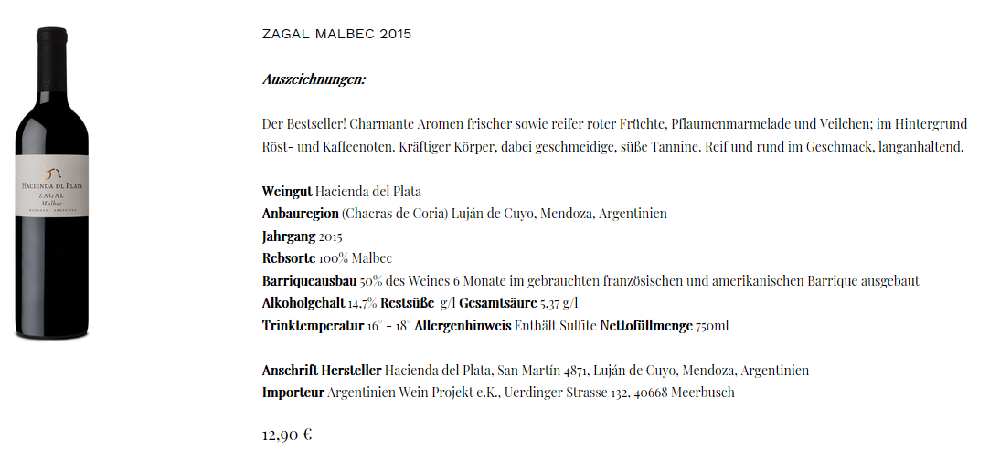 ZAGAL MALBEC 2015
Auszeichnungen:
Der Bestseller! Charmante Aromen frischer sowie reifer roter Früchte, Pflaumenmarmelade und Veilchen; im Hintergrund
Röst- und Kaffeenoten. Kräftiger Körper, dabei geschmeidige, süße Tannine. Reif und rund im Geschmack, langanhaltend.
HACIENDA DL PLATA
ZAGAL
Malbec
MENDOZA - ARGENTINA
Weingut Hacienda del Plata
Anbauregion (Chacras de Coria) Luján de Cuyo, Mendoza, Argentinien
Jahrgang 2015
Rebsorte 100% Malbec
Barriqueausbau 50% des Weines 6 Monate im gebrauchten französischen und amerikanischen Barrique ausgebaut
Alkoholgehalt 14,7% Restsüße g/l Gesamtsäure 5,37 g/l
Trinktemperatur 16° - 18° Allergenhinweis Enthält Sulfite Nettofüllmenge 750ml
Anschrift Hersteller Hacienda del Plata, San Martín 4871, Luján de Cuyo, Mendoza, Argentinien
Importeur Argentinien Wein Projekt e.K., Uerdinger Strasse 132, 40668 Meerbusch
12,90 €